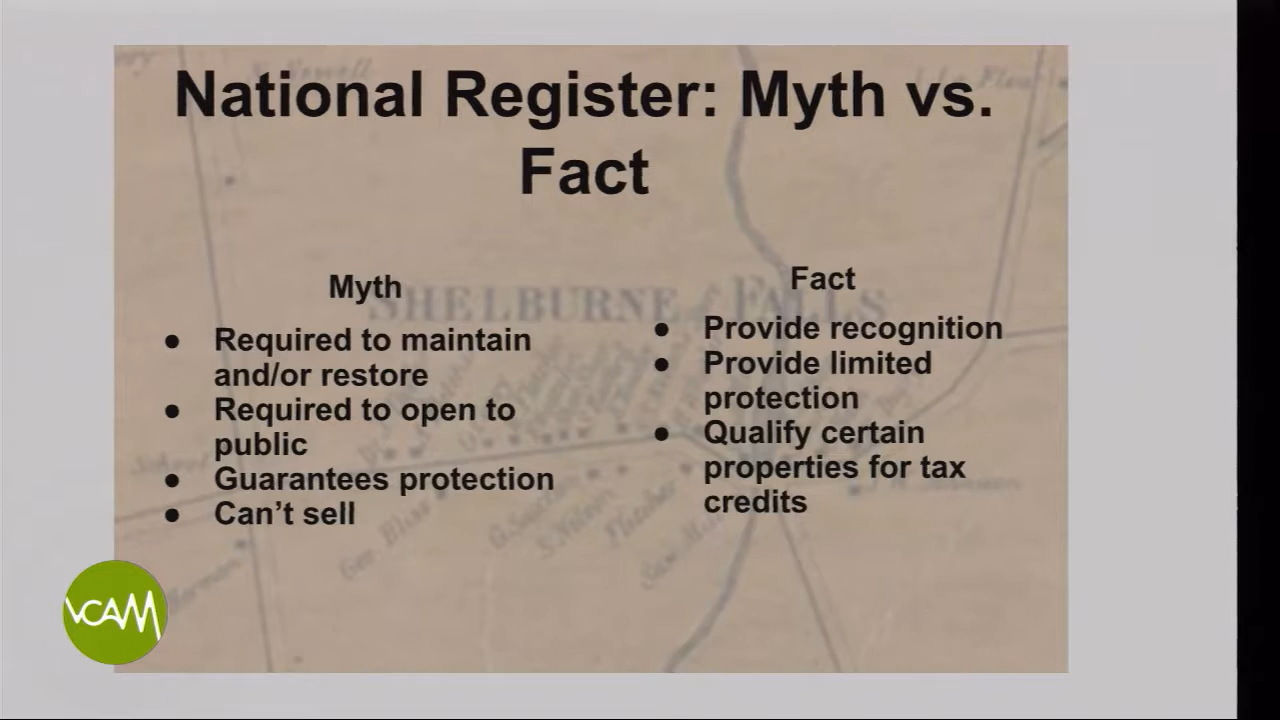 National Register: Myth vs.
Fact
Myth
Required to maintain
and/or restore
Required to open to
public
Guarantees protection
Can't sell
Fact
Provide recognition
Provide limited
protection
Qualify certain
properties for tax
credits
SHELBURNE FALLS
VCAM